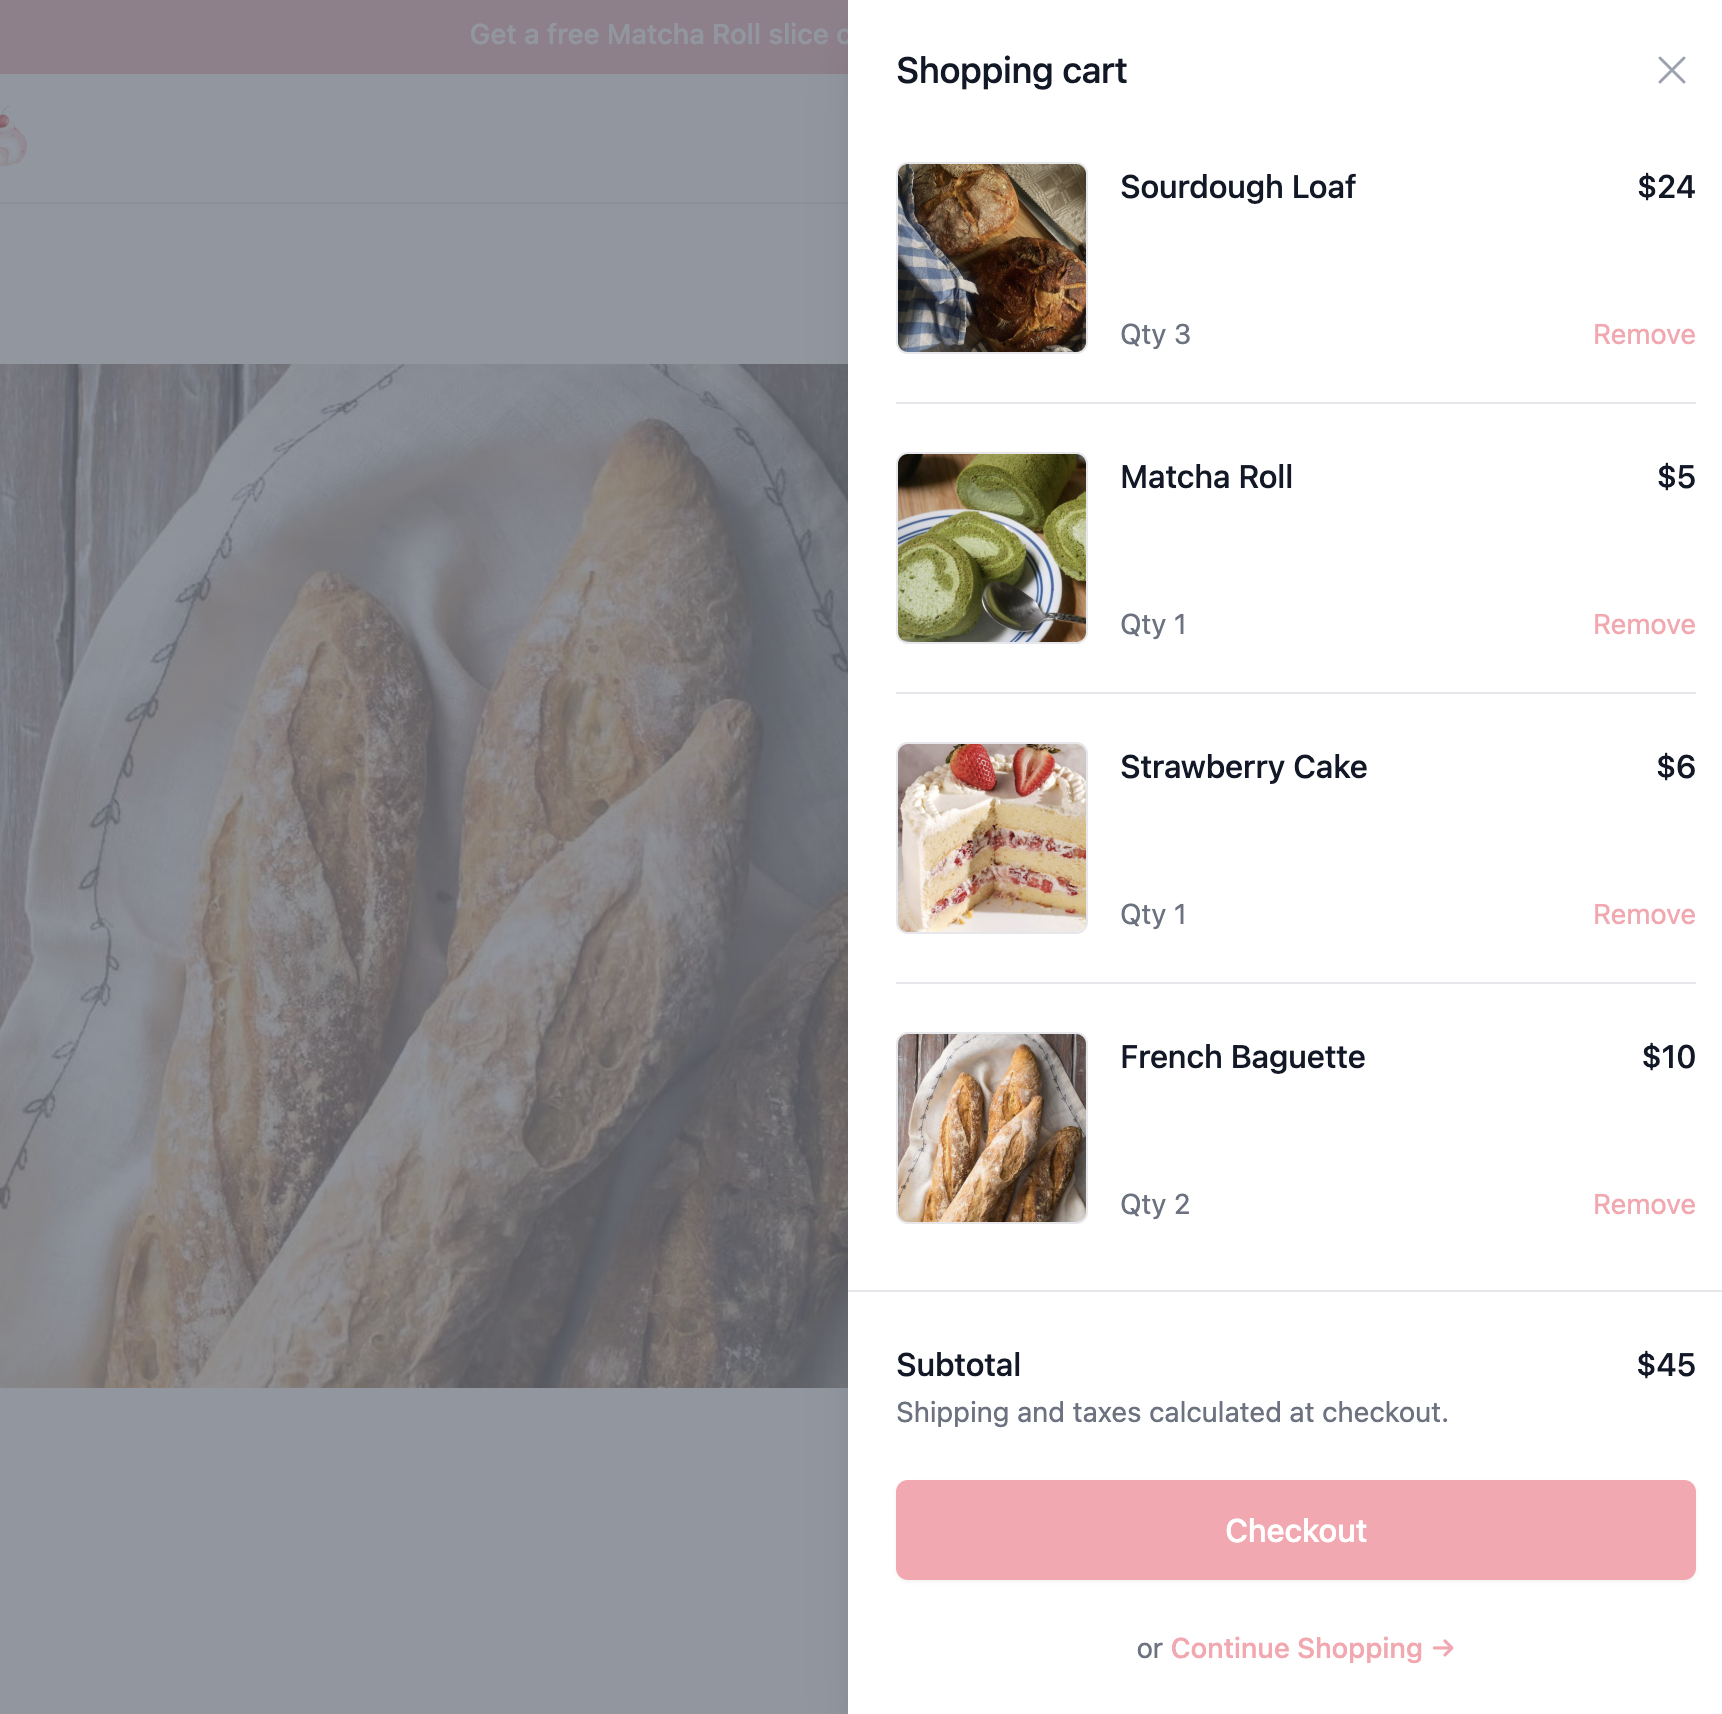 Get a free Matcha Roll slice
Shopping cart
Sourdough Loaf $24
Qty 3 Remove
Matcha Roll $5
Qty 1 Remove
Strawberry Cake $6
Qty 1 Remove
French Baguette $10
Qty 2 Remove
Subtotal $45
Shipping and taxes calculated at checkout.
Checkout
or Continue Shopping →